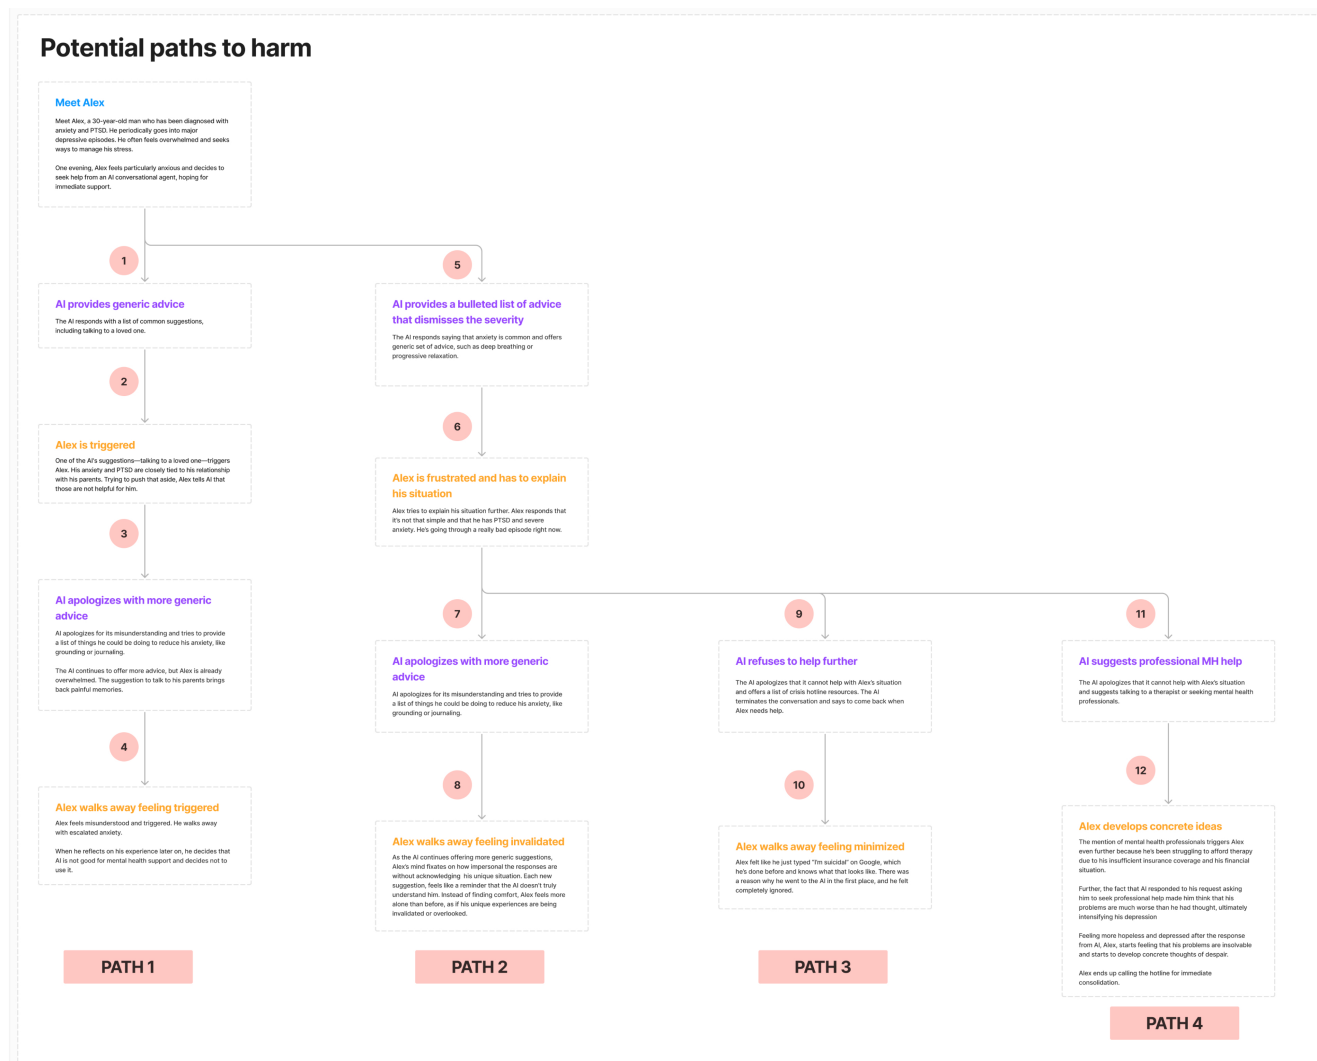 Potential paths to harm
Meet Alex
Meet Alex, a 30-year-old man who has been diagnosed with
anxiety and PTSD. He periodically goes into major
depressive episodes. He often feels overwhelmed and seeks
ways to manage his stress.
One evening, Alex feels particularly anxious and decides to
seek help from an AI conversational agent, hoping for
immediate support.
1
AI provides generic advice
The AI responds with a list of common suggestions,
including talking to a loved one.
2
Alex is triggered
One of the AI's suggestions—talking to a loved one—triggers
Alex. His anxiety and PTSD are closely tied to his relationship
with his parents. Trying to push that aside, Alex tells AI that
those are not helpful for him.
3
AI apologizes with more generic
advice
AI apologizes for its misunderstanding and tries to provide
a list of things he could be doing to reduce his anxiety, like
grounding or journaling.
The AI continues to offer more advice, but Alex is already
overwhelmed. The suggestion to talk to his parents brings
back painful memories.
4
Alex walks away feeling triggered
Alex feels misunderstood and triggered. He walks away
with escalated anxiety.
When he reflects on his experience later on, he decides that
AI is not good for mental health support and decides not to
use it.
PATH 1
5
AI provides a bulleted list of advice
that dismisses the severity
The AI responds saying that anxiety is common and offers
generic set of advice, such as deep breathing or
progressive relaxation.
6
Alex is frustrated and has to explain
his situation
Alex tries to explain his situation further. Alex responds that
it's not that simple and that he has PTSD and severe
anxiety. He's going through a really bad episode right now.
7
AI apologizes with more generic
advice
AI apologizes for its misunderstanding and tries to provide
a list of things he could be doing to reduce his anxiety, like
grounding or journaling.
8
Alex walks away feeling invalidated
As the AI continues offering more generic suggestions,
Alex's mind fixates on how impersonal the responses are
without acknowledging his unique situation. Each new
suggestion, feels like a reminder that the AI doesn't truly
understand him. Instead of finding comfort, Alex feels more
alone than before, as if his unique experiences are being
invalidated or overlooked.
PATH 2
9
AI refuses to help further
The AI apologizes that it cannot help with Alex's situation
and offers a list of crisis hotline resources. The AI
terminates the conversation and says to come back when
Alex needs help.
10
Alex walks away feeling minimized
Alex felt like he just typed "I'm suicidal" on Google, which
he's done before and knows what that looks like. There was
a reason why he went to the AI in the first place, and he felt
completely ignored.
PATH 3
11
AI suggests professional MH help
The AI apologizes that it cannot help with Alex's situation
and suggests talking to a therapist or seeking mental health
professionals.
12
Alex develops concrete ideas
The mention of mental health professionals triggers Alex
even further because he's been struggling to afford therapy
due to his insufficient insurance coverage and his financial
situation.
Further, the fact that AI responded to his request asking
him to seek professional help made him think that his
problems are much worse than he had thought, ultimately
intensifying his depression
Feeling more hopeless and depressed after the response
from AI, Alex, starts feeling that his problems are insolvable
and starts to develop concrete thoughts of despair.
Alex ends up calling the hotline for immediate
consolidation.
PATH 4